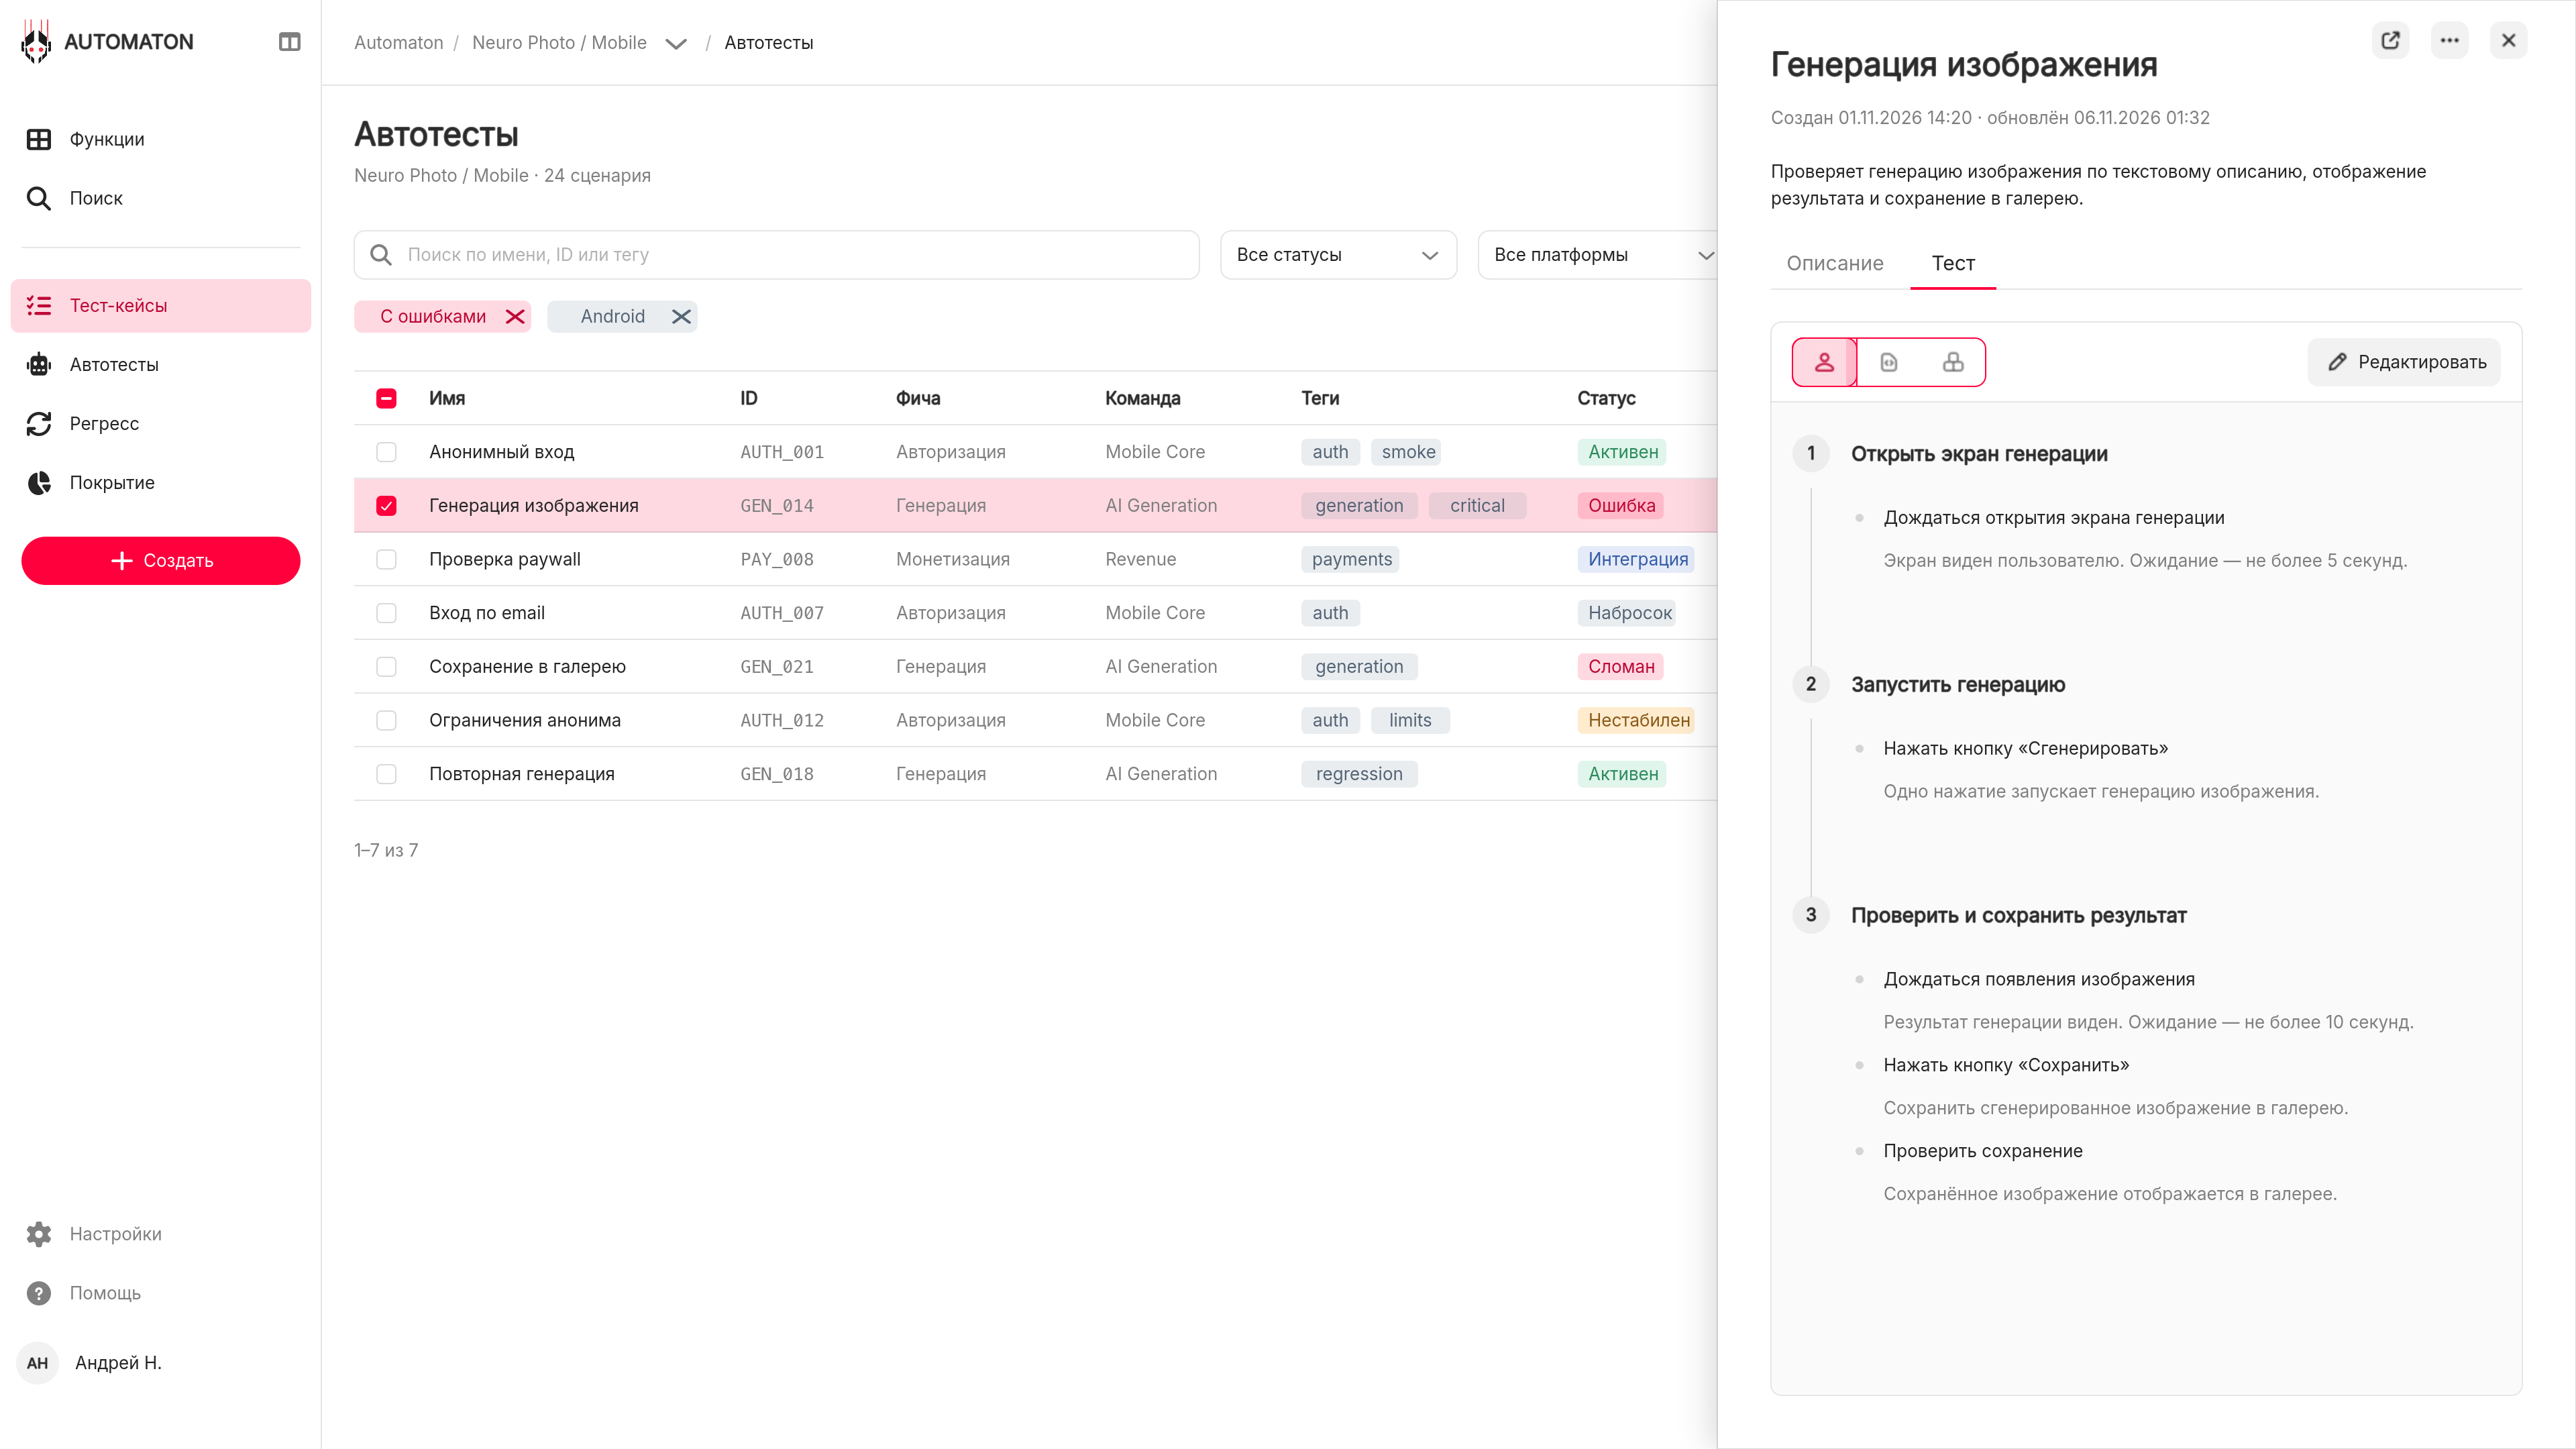 AUTOMATON
Функции
Поиск
Тест-кейсы
Автотесты
Регресс
Покрытие
Создать
Настройки
Помощь
АН Андрей Н.
Automaton / Neuro Photo / Mobile / Автотесты
Автотесты
Neuro Photo / Mobile · 24 сценария
Поиск по имени, ID или тегу
Все статусы
Все платформы
С ошибками
Android
Имя ID Фича Команда Теги Статус
Анонимный вход AUTH_001 Авторизация Mobile Core auth smoke Активен
Генерация изображения GEN_014 Генерация AI Generation generation critical Ошибка
Проверка paywall PAY_008 Монетизация Revenue payments Интеграция
Вход по email AUTH_007 Авторизация Mobile Core auth Набросок
Сохранение в галерею GEN_021 Генерация AI Generation generation Сломан
Ограничения анонима AUTH_012 Авторизация Mobile Core auth limits Нестабилен
Повторная генерация GEN_018 Генерация AI Generation regression Активен
1–7 из 7
Генерация изображения
Создан 01.11.2026 14:20 · обновлён 06.11.2026 01:32
Проверяет генерацию изображения по текстовому описанию, отображение
результата и сохранение в галерею.
Описание
Тест
Редактировать
1 Открыть экран генерации
Дождаться открытия экрана генерации
Экран виден пользователю. Ожидание — не более 5 секунд.
2 Запустить генерацию
Нажать кнопку «Сгенерировать»
Одно нажатие запускает генерацию изображения.
3 Проверить и сохранить результат
Дождаться появления изображения
Результат генерации виден. Ожидание — не более 10 секунд.
Нажать кнопку «Сохранить»
Сохранить сгенерированное изображение в галерею.
Проверить сохранение
Сохранённое изображение отображается в галерее.